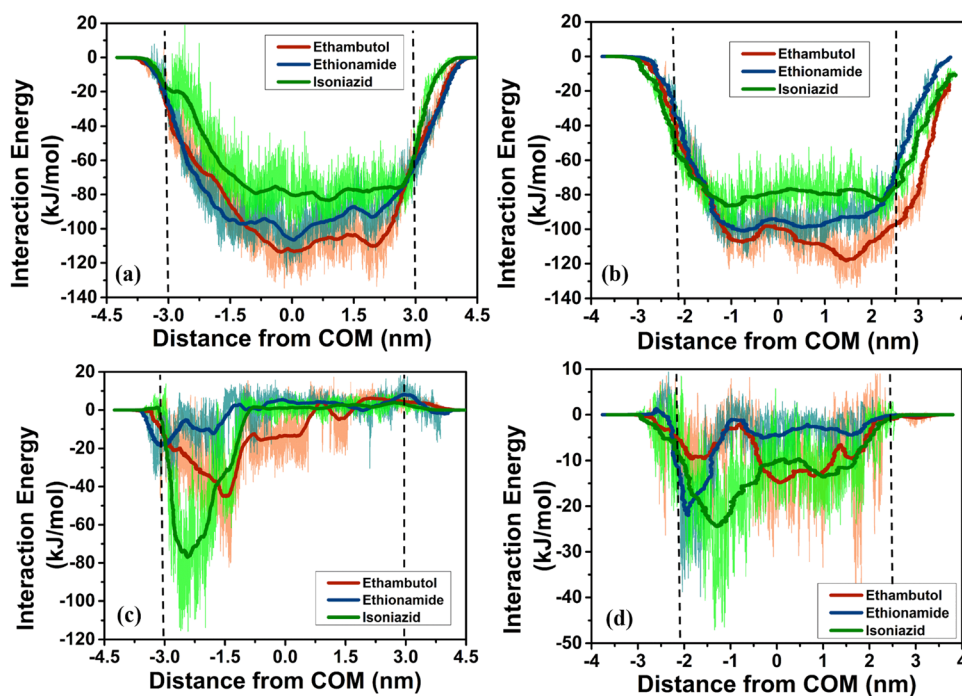 20
0
-20
-40
-60
-80
-100
-120
-140
Interaction Energy
(kJ/mol)
Ethambutol
Ethionamide
Isoniazid
(a)
-4.5 -3.0 -1.5 0.0 1.5 3.0 4.5
Distance from COM (nm)
20
0
-20
-40
-60
-80
-100
-120
-140
Interaction Energy
(kJ/mol)
Ethambutol
Ethionamide
Isoniazid
(b)
-4 -3 -2 -1 0 1 2 3 4
Distance from COM (nm)
20
0
-20
-40
-60
-80
-100
-120
Interaction Energy
(kJ/mol)
(c)
Ethambutol
Ethionamide
Isoniazid
-4.5 -3.0 -1.5 0.0 1.5 3.0 4.5
Distance from COM (nm)
10
0
-10
-20
-30
-40
-50
Interaction Energy
(kJ/mol)
(d)
Ethambutol
Ethionamide
Isoniazid
-4 -3 -2 -1 0 1 2 3 4
Distance from COM (nm)